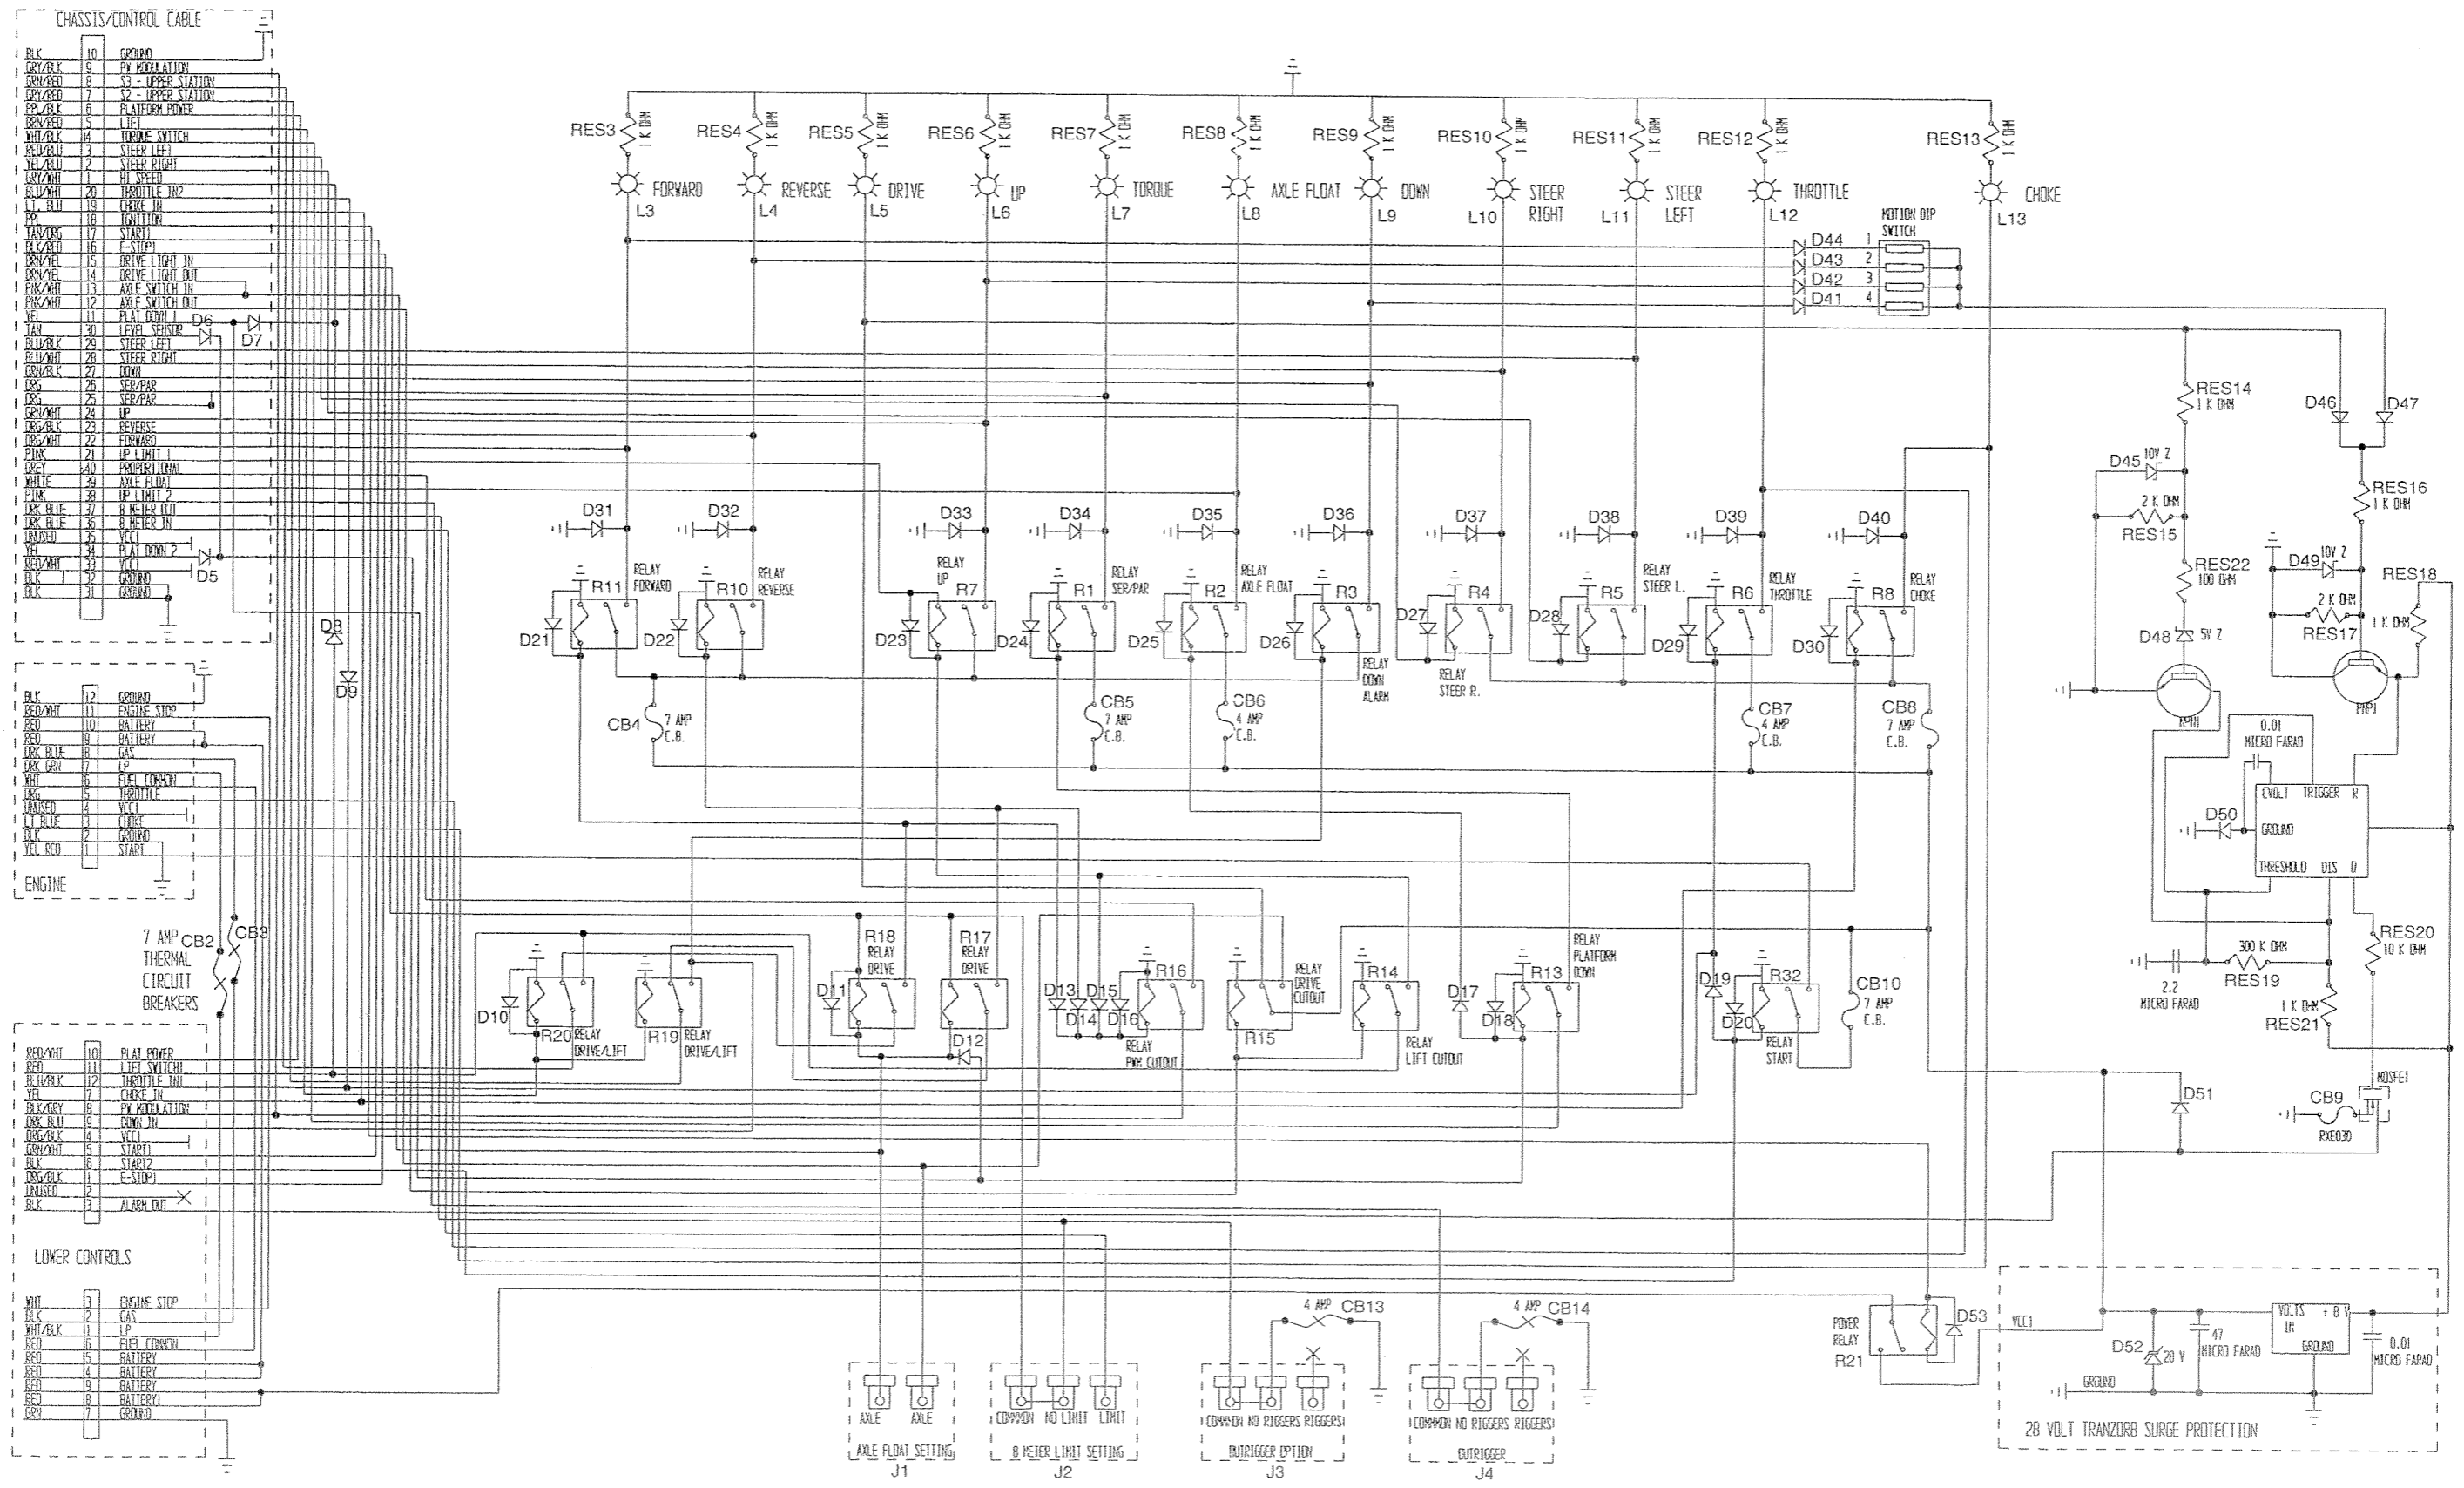 CHASSIS/CONTROL CABLE
BLK 10 GROUND
GRY/BLK 9 PW MODULATION
GRN/RED 8 S3 - UPPER STATION
GRY/RED 7 S2 - UPPER STATION
PPL/BLK 6 PLATFORM POWER
BRN/RED 5 LIFT
WHT/BLK 4 TORQUE SWITCH
RED/BLU 3 STEER LEFT
YEL/BLU 2 STEER RIGHT
GRY/WHT 1 HI SPEED
BLU/WHT 20 THROTTLE IN2
LT. BLU 19 CHOKE IN
PPL 18 IGNITION
TAN/ORG 17 START1
BLK/RED 16 E-STOP1
BRN/YEL 15 DRIVE LIGHT IN
BRN/YEL 14 DRIVE LIGHT OUT
PNK/WHT 13 AXLE SWITCH IN
PNK/WHT 12 AXLE SWITCH OUT
YEL 11 PLAT DOWN 1
TAN 30 LEVEL SENSOR
BLU/BLK 29 STEER LEFT
BLU/WHT 28 STEER RIGHT
GRN/BLK 27 DOWN
ORG 26 SER/PAR
ORG 25 SER/PAR
GRN/WHT 24 UP
ORG/BLK 23 REVERSE
ORG/WHT 22 FORWARD
PINK 21 UP LIMIT 1
GREY 40 PROPORTIONAL
WHITE 39 AXLE FLOAT
PINK 38 UP LIMIT 2
DRK BLUE 37 8 METER OUT
DRK BLUE 36 8 METER IN
UNUSED 35 VCC1
YEL 34 PLAT DOWN 2
RED/WHT 33 VCC1
BLK 32 GROUND
BLK 31 GROUND
D6
D7
D5
D8
D9
BLK 12 GROUND
RED/WHT 11 ENGINE STOP
RED 10 BATTERY
RED 9 BATTERY
DRK BLUE 8 GAS
DRK GRN 7 LP
WHT 6 FUEL COMMON
ORG 5 THROTTLE
UNUSED 4 VCC1
LT BLUE 3 CHOKE
BLK 2 GROUND
YEL RED 1 START
ENGINE
7 AMP
THERMAL
CIRCUIT
BREAKERS
CB2
CB3
RED/WHT 10 PLAT POWER
RED 11 LIFT SWITCH1
BLU/BLK 12 THROTTLE IN1
YEL 7 CHOKE IN
BLK/GRY 8 PW MODULATION
DRK BLU 9 DOWN IN
ORG/BLK 4 VCC1
GRN/WHT 5 START1
BLK 6 START2
ORG/BLK 1 E-STOP1
UNUSED 2
BLK 3 ALARM OUT
LOWER CONTROLS
WHT 3 ENGINE STOP
BLK 2 GAS
WHT/BLK 1 LP
RED 6 FUEL COMMON
RED 5 BATTERY
RED 4 BATTERY
RED 9 BATTERY
RED 8 BATTERY1
GRN 7 GROUND
RES3 1 K OHM
RES4 1 K OHM
RES5
RES6 1 K OHM
RES7 1 K OHM
RES8 1 K OHM
RES9 1 K OHM
RES10 1 K OHM
RES11 1 K OHM
RES12 1 K OHM
RES13 1 K OHM
FORWARD L3
REVERSE L4
DRIVE L5
UP L6
TORQUE L7
AXLE FLOAT L8
DOWN L9
STEER RIGHT L10
STEER LEFT L11
THROTTLE L12
CHOKE L13
MOTION DIP
SWITCH
D44 1
D43 2
D42 3
D41 4
D31
D32
D33
D34
D35
D36
D37
D38
D39
D40
R11 RELAY FORWARD
R10 RELAY REVERSE
R7 RELAY UP
R1 RELAY SER/PAR
R2 RELAY AXLE FLOAT
R3 RELAY DOWN ALARM
R4 RELAY STEER R.
R5 RELAY STEER L.
R6 RELAY THROTTLE
R8 RELAY CHOKE
D21
D22
D23
D24
D25
D26
D27
D28
D29
D30
CB4 7 AMP C.B.
CB5 7 AMP C.B.
CB6 4 AMP C.B.
CB7 4 AMP C.B.
CB8 7 AMP C.B.
D10
R20 RELAY DRIVE/LIFT
R19 RELAY DRIVE/LIFT
D11
R18 RELAY DRIVE
R17 RELAY DRIVE
D12
D13
D14
D15
D16
R16
RELAY PWM CUTOUT
R15
RELAY DRIVE CUTOUT
R14
RELAY LIFT CUTOUT
D17
D18
R13
RELAY PLATFORM DOWN
D19
D20
R32
RELAY START
CB10 7 AMP C.B.
RES14
1 K OHM
D45 10V Z
2 K OHM
RES15
RES22
100 OHM
D48 5V Z
NPN1
D46
D47
RES16
1 K OHM
D49 10V Z
2 K OHM
RES17
RES18
1 K OHM
PNP1
0.01
MICRO FARAD
CVOLT TRIGGER R
GROUND
THRESHOLD DIS Q
D50
2.2
MICRO FARAD
300 K OHM
RES19
1 K OHM
RES21
RES20
10 K OHM
MOSFET
CB9
RXE030
D51
POWER
RELAY
R21
D53
VCC1
D52 28 V
47
MICRO FARAD
VOLTS IN + 8 V
GROUND
0.01
MICRO FARAD
GROUND
28 VOLT TRANZORB SURGE PROTECTION
AXLE AXLE
AXLE FLOAT SETTING
J1
COMMON NO LIMIT LIMIT
8 METER LIMIT SETTING
J2
4 AMP CB13
COMMON NO RIGGERS RIGGERS
OUTRIGGER OPTION
J3
4 AMP CB14
COMMON NO RIGGERS RIGGERS
OUTRIGGER
J4